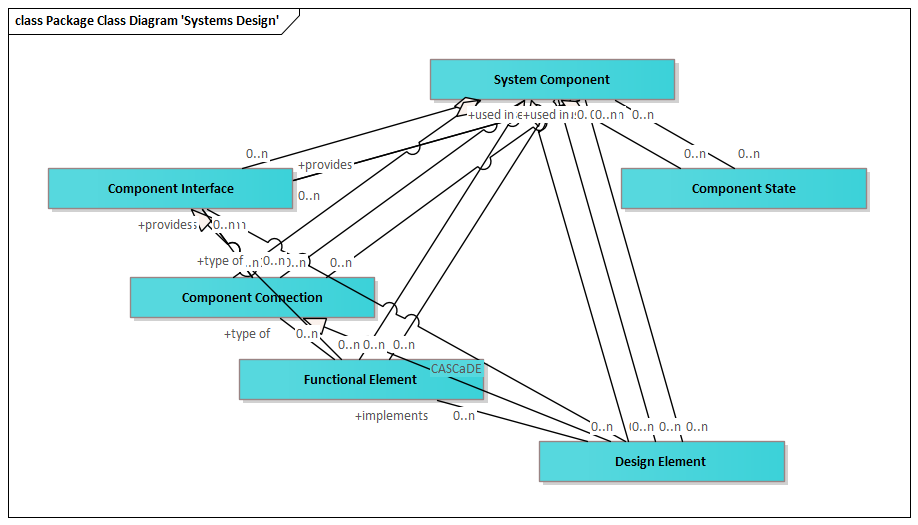 class Package Class Diagram 'Systems Design'
System Component
+used in
+used in
0..n
0..n
0..n
0..n
+provides
Component Interface
0..n
Component State
+provides
0..n
+type of
0..n
0..n
Component Connection
+type of
0..n
0..n
0..n
0..n
CASCaDE
Functional Element
+implements
0..n
0..n
0..n
0..n
0..n
Design Element